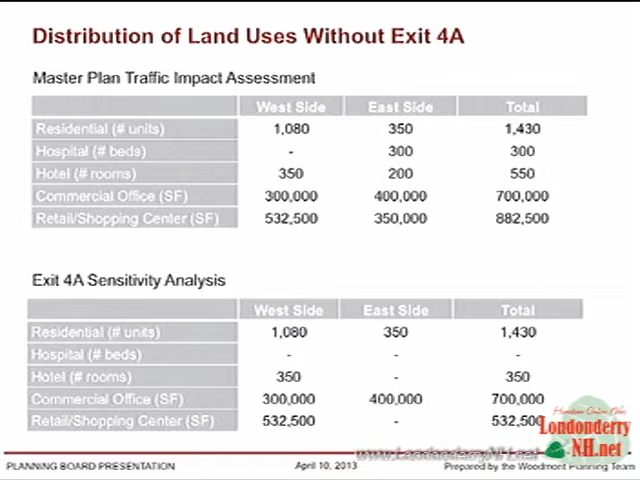 Distribution of Land Uses Without Exit 4A
Master Plan Traffic Impact Assessment
West Side East Side Total
Residential (# units) 1,080 350 1,430
Hospital (# beds) - 300 300
Hotel (# rooms) 350 200 550
Commercial Office (SF) 300,000 400,000 700,000
Retail/Shopping Center (SF) 532,500 350,000 882,500
Exit 4A Sensitivity Analysis
West Side East Side Total
Residential (# units) 1,080 350 1,430
Hospital (# beds) - - -
Hotel (# rooms) 350 - 350
Commercial Office (SF) 300,000 400,000 700,000
Retail/Shopping Center (SF) 532,500 - 532,500
Londonderry
NH.net
www.LondonderryNH.net
PLANNING BOARD PRESENTATION April 10, 2013 Prepared by the Woodmont Planning Team